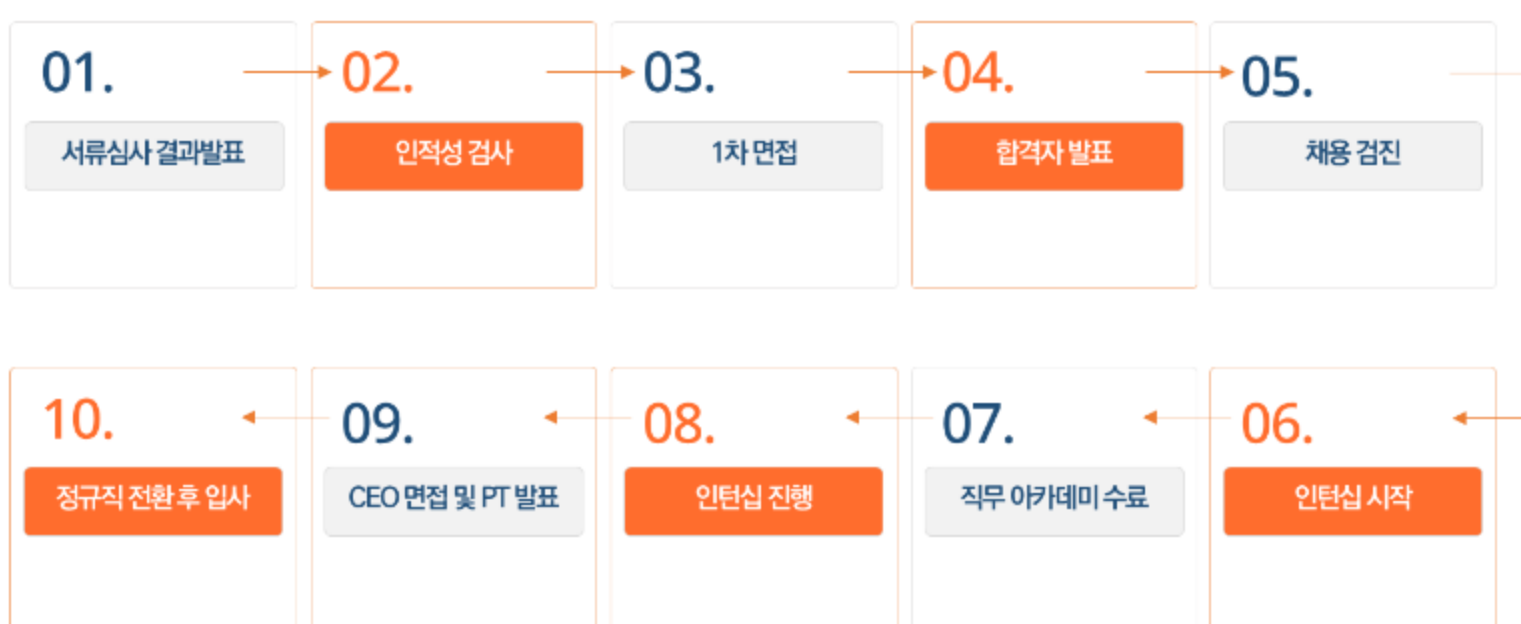 01.
서류심사 결과발표
02.
인적성 검사
03.
1차 면접
04.
합격자 발표
05.
채용 검진
06.
인턴십 시작
07.
직무 아카데미 수료
08.
인턴십 진행
09.
CEO 면접 및 PT 발표
10.
정규직 전환 후 입사